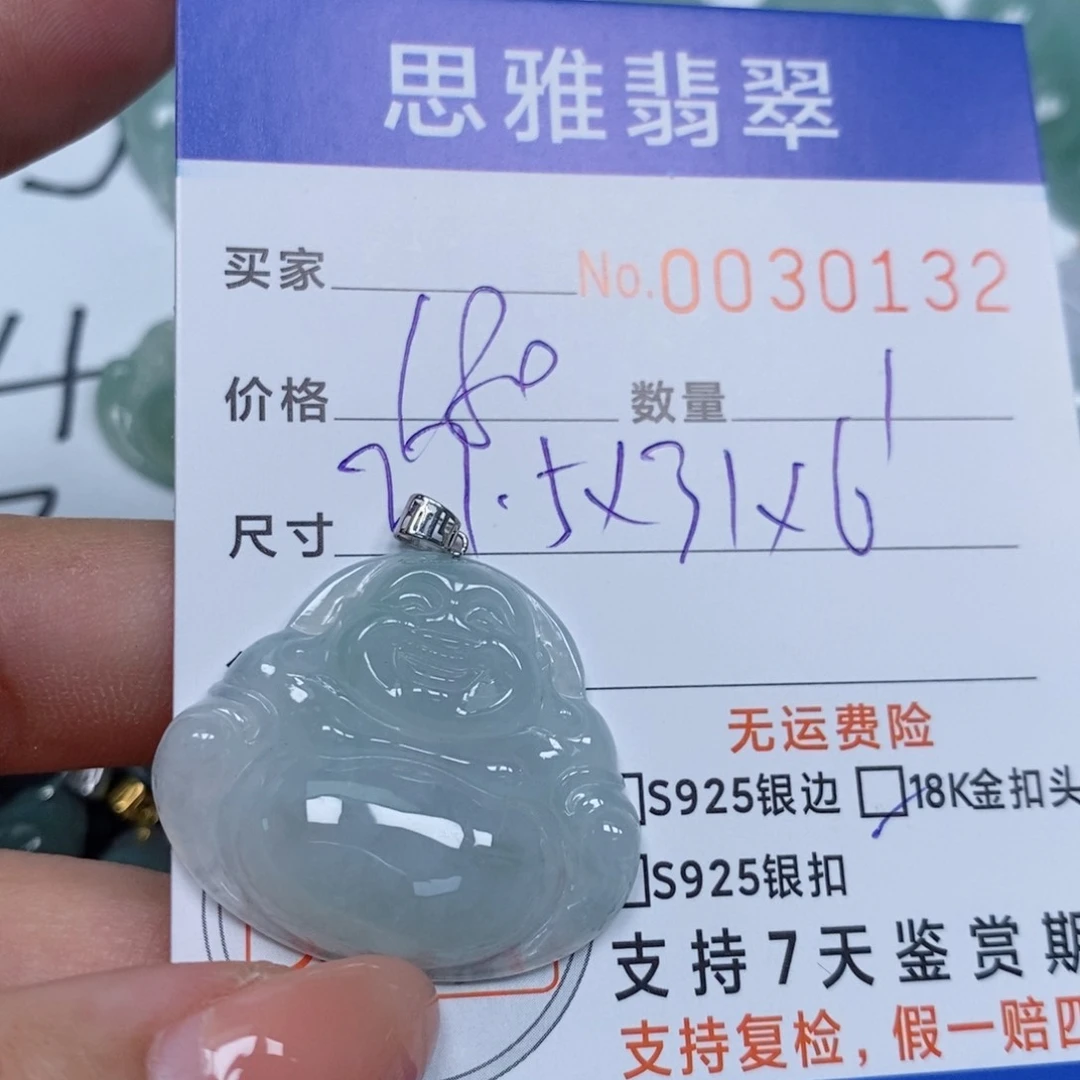 思雅翡翠
买家 No.0030132
价格 680 数量 1
尺寸 27.5x31x6
无运费险
S925银边 18K金扣头
S925银扣
支持7天鉴赏期
支持复检，假一赔四